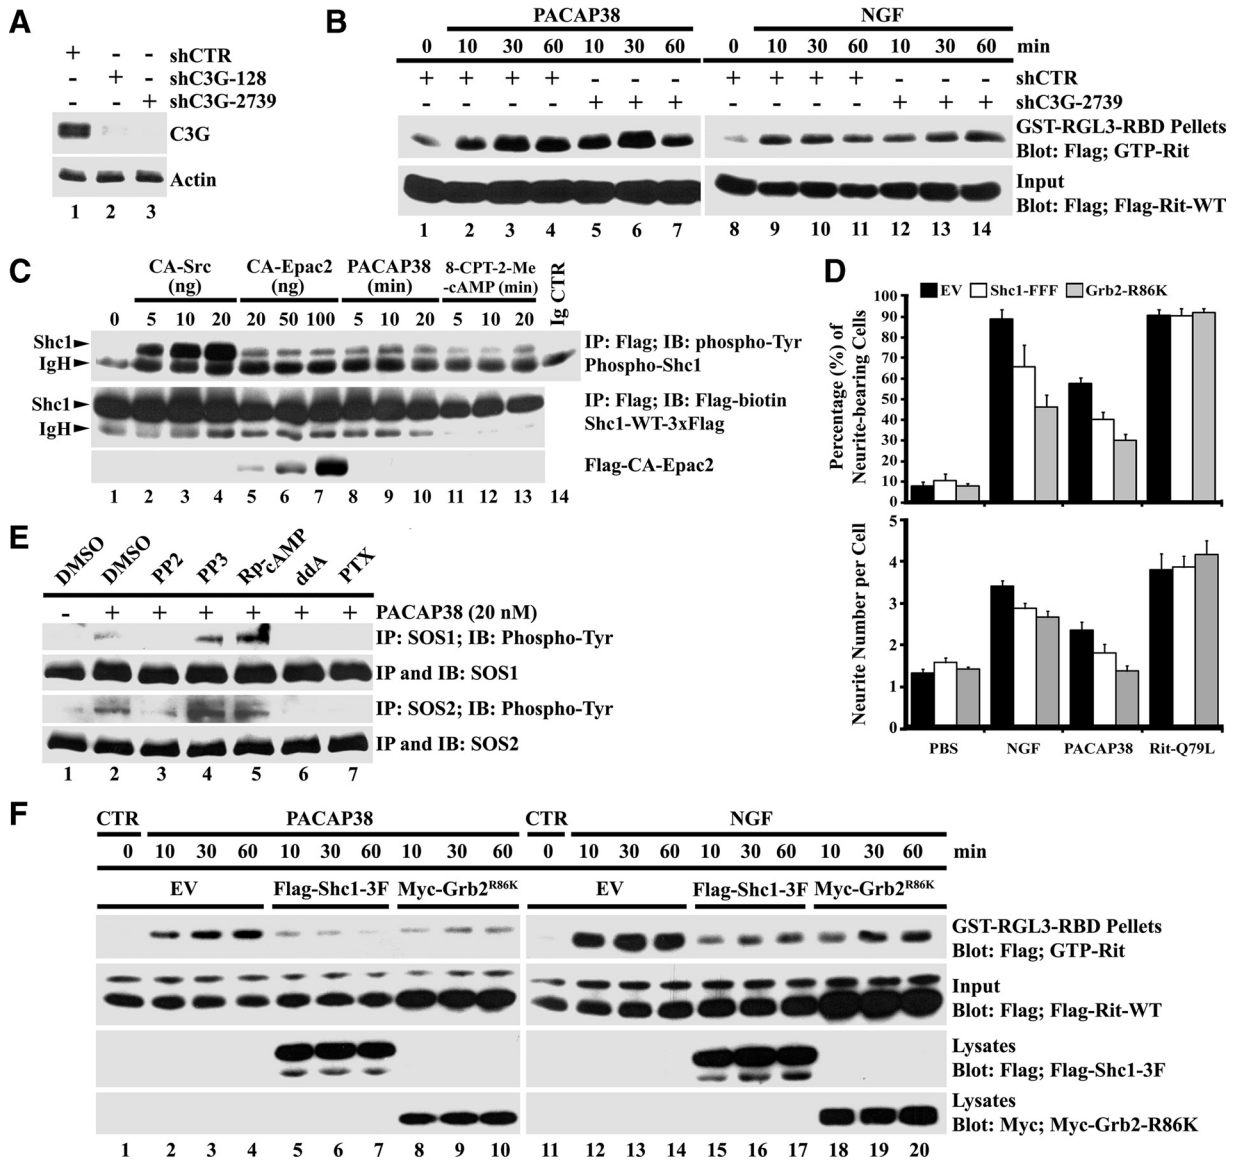 A
+ - - shCTR
- + - shC3G-128
- - + shC3G-2739
C3G
Actin
1 2 3
B
PACAP38 NGF
0 10 30 60 10 30 60 0 10 30 60 10 30 60 min
+ + + + - - - + + + + - - - shCTR
- - - - + + + - - - - + + + shC3G-2739
GST-RGL3-RBD Pellets
Blot: Flag; GTP-Rit
Input
Blot: Flag; Flag-Rit-WT
1 2 3 4 5 6 7 8 9 10 11 12 13 14
C
CA-Src (ng) CA-Epac2 (ng) PACAP38 (min) 8-CPT-2-Me -cAMP (min) Ig CTR
0 5 10 20 20 50 100 5 10 20 5 10 20
Shc1
IgH
IP: Flag; IB: phospho-Tyr
Phospho-Shc1
Shc1
IgH
IP: Flag; IB: Flag-biotin
Shc1-WT-3xFlag
Flag-CA-Epac2
1 2 3 4 5 6 7 8 9 10 11 12 13 14
D
EV Shc1-FFF Grb2-R86K
Percentage (%) of
Neurite-bearing Cells
100
90
80
70
60
50
40
30
20
10
0
Neurite Number per Cell
5
4
3
2
1
0
PBS NGF PACAP38 Rit-Q79L
E
DMSO DMSO PP2 PP3 Rp-cAMP ddA PTX
- + + + + + + PACAP38 (20 nM)
IP: SOS1; IB: Phospho-Tyr
IP and IB: SOS1
IP: SOS2; IB: Phospho-Tyr
IP and IB: SOS2
1 2 3 4 5 6 7
F
CTR PACAP38 CTR NGF
0 10 30 60 10 30 60 10 30 60 0 10 30 60 10 30 60 10 30 60 min
EV Flag-Shc1-3F Myc-Grb2R86K EV Flag-Shc1-3F Myc-Grb2R86K
GST-RGL3-RBD Pellets
Blot: Flag; GTP-Rit
Input
Blot: Flag; Flag-Rit-WT
Lysates
Blot: Flag; Flag-Shc1-3F
Lysates
Blot: Myc; Myc-Grb2-R86K
1 2 3 4 5 6 7 8 9 10 11 12 13 14 15 16 17 18 19 20